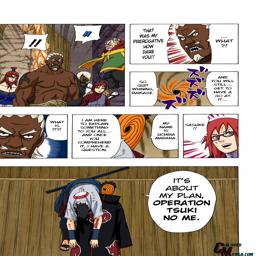 WHAT
?!
THAT
WAS MY
PREROGATIVE
HOW
DARE
YOU!!
AND YOU
WILL STILL
GET TO
HAVE A
GO AT
IT...
SO
QUIT
WHINING,
RAIKAGE.
SASUKE
?!
MY
NAME IS
UCHIHA
MADARA.
I AM HERE
TO EXPLAIN
SOMETHING
TO YOU ALL...
AND ONCE
YOU
COMPREHEND
IT, I HAVE A
QUESTION.
WHAT
IS IT?!
IT'S
ABOUT
MY PLAN,
OPERATION
TSUKI
NO ME.